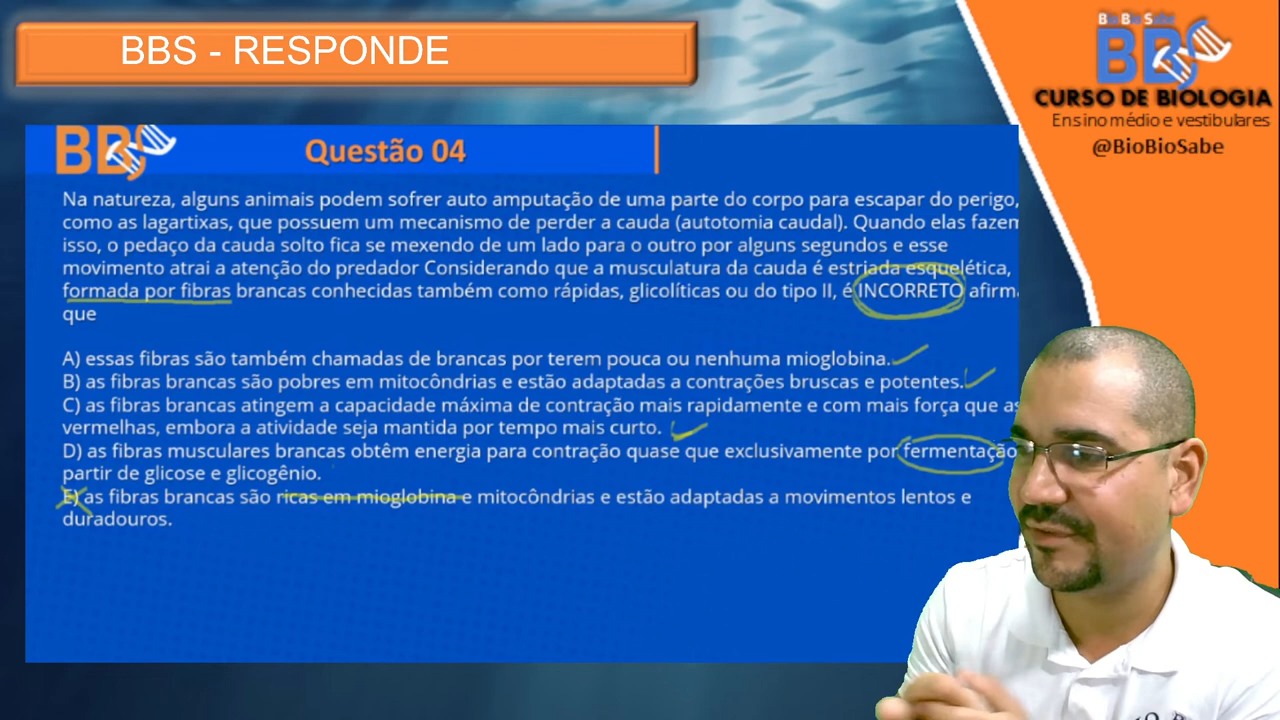 BBS - RESPONDE
Bio Bio Sabe
BBS
CURSO DE BIOLOGIA
Ensino médio e vestibulares
@BioBioSabe
BBS
Questão 04
Na natureza, alguns animais podem sofrer auto amputação de uma parte do corpo para escapar do perigo,
como as lagartixas, que possuem um mecanismo de perder a cauda (autotomia caudal). Quando elas fazem
isso, o pedaço da cauda solto fica se mexendo de um lado para o outro por alguns segundos e esse
movimento atrai a atenção do predador Considerando que a musculatura da cauda é estriada esquelética,
formada por fibras brancas conhecidas também como rápidas, glicolíticas ou do tipo II, é INCORRETO afirma
que
A) essas fibras são também chamadas de brancas por terem pouca ou nenhuma mioglobina.
B) as fibras brancas são pobres em mitocôndrias e estão adaptadas a contrações bruscas e potentes.
C) as fibras brancas atingem a capacidade máxima de contração mais rapidamente e com mais força que as
vermelhas, embora a atividade seja mantida por tempo mais curto.
D) as fibras musculares brancas obtêm energia para contração quase que exclusivamente por fermentação
partir de glicose e glicogênio.
E) as fibras brancas são ricas em mioglobina e mitocôndrias e estão adaptadas a movimentos lentos e
duradouros.